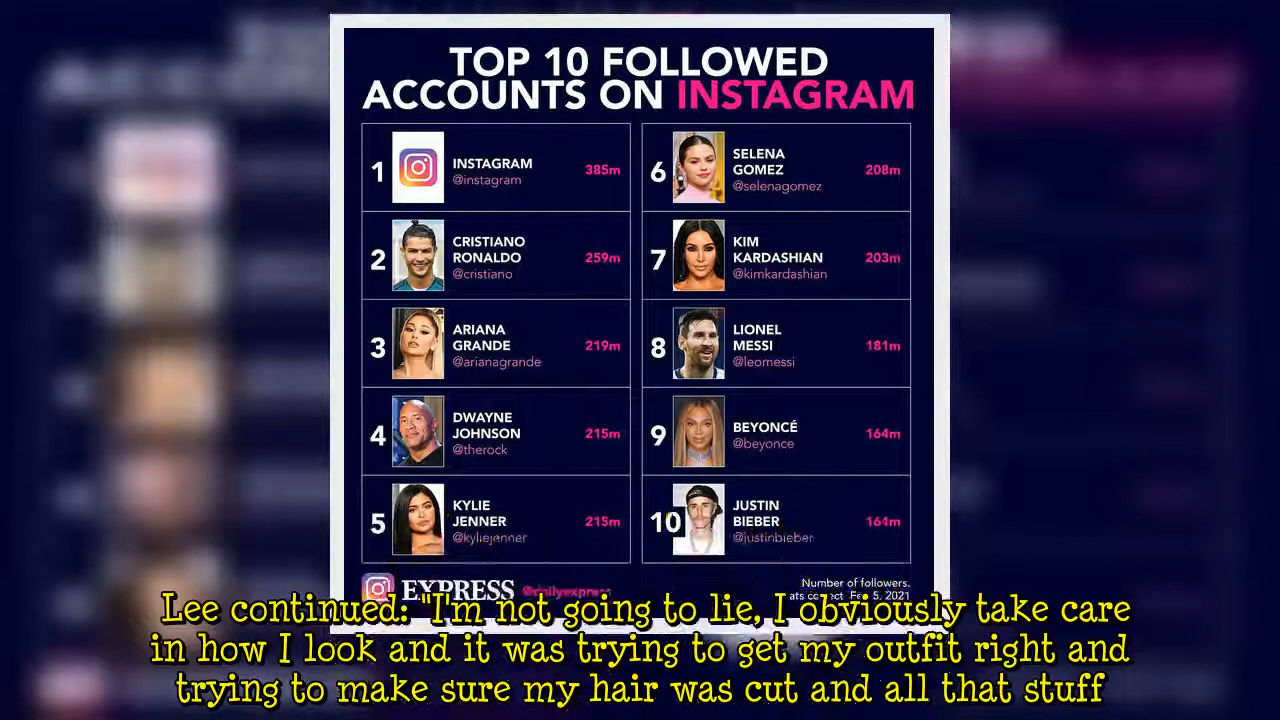 TOP 10 FOLLOWED
ACCOUNTS ON INSTAGRAM
1
INSTAGRAM
@instagram
385m
2
CRISTIANO
RONALDO
@cristiano
259m
3
ARIANA
GRANDE
@arianagrande
219m
4
DWAYNE
JOHNSON
@therock
215m
5
KYLIE
JENNER
@kyliejenner
215m
6
SELENA
GOMEZ
@selenagomez
208m
7
KIM
KARDASHIAN
@kimkardashian
203m
8
LIONEL
MESSI
@leomessi
181m
9
BEYONCÉ
@beyonce
164m
10
JUSTIN
BIEBER
@justinbieber
164m
EXPRESS @dailyexpress
Number of followers.
5, 2021
Lee continued: "I'm not going to lie, I obviously take care
in how I look and it was trying to get my outfit right and
trying to make sure my hair was cut and all that stuff